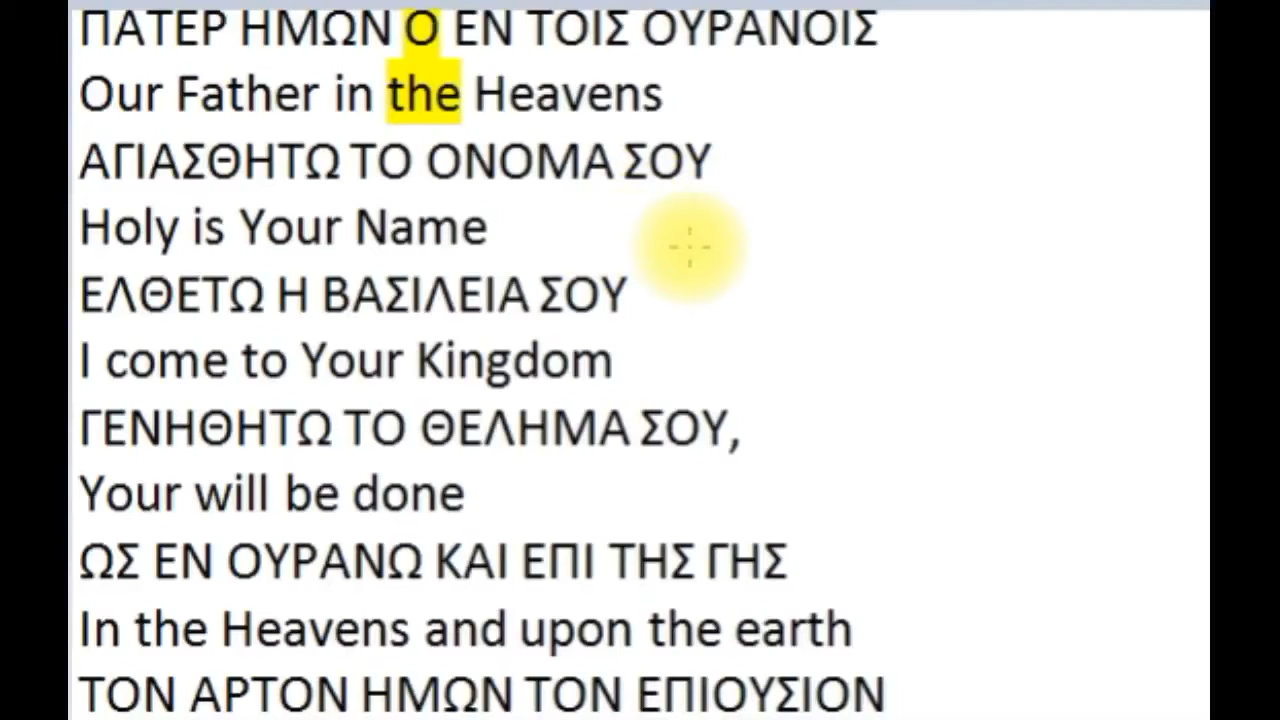 ΠΑΤΕΡ ΗΜΩΝ Ο ΕΝ ΤΟΙΣ ΟΥΡΑΝΟΙΣ
Our Father in the Heavens
ΑΓΙΑΣΘΗΤΩ ΤΟ ΟΝΟΜΑ ΣΟΥ
Holy is Your Name
ΕΛΘΕΤΩ Η ΒΑΣΙΛΕΙΑ ΣΟΥ
I come to Your Kingdom
ΓΕΝΗΘΗΤΩ ΤΟ ΘΕΛΗΜΑ ΣΟΥ,
Your will be done
ΩΣ ΕΝ ΟΥΡΑΝΩ ΚΑΙ ΕΠΙ ΤΗΣ ΓΗΣ
In the Heavens and upon the earth
ΤΟΝ ΑΡΤΟΝ ΗΜΩΝ ΤΟΝ ΕΠΙΟΥΣΙΟΝ